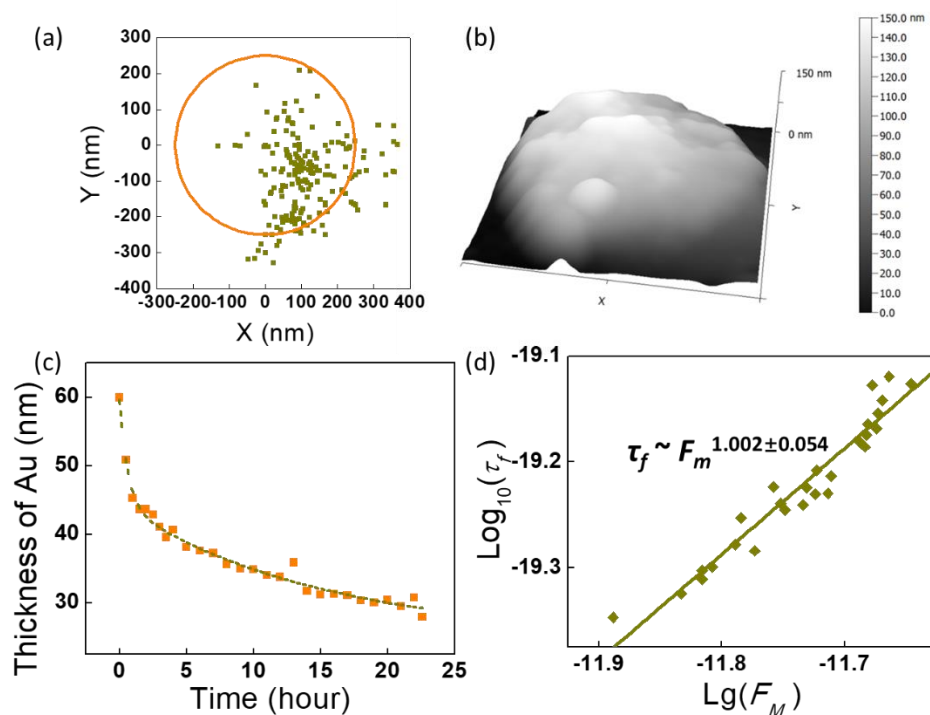 (a)
300
200
100
0
-100
-200
-300
-400
Y (nm)
-300 -200 -100 0 100 200 300 400
X (nm)
(b)
150 nm
0 nm
Y
X
150.0 nm
140.0
130.0
120.0
110.0
100.0
90.0
80.0
70.0
60.0
50.0
40.0
30.0
20.0
10.0
0.0
(c)
60
50
40
30
Thickness of Au (nm)
0 5 10 15 20 25
Time (hour)
(d)
-19.1
-19.2
-19.3
Log10(τf)
τf ~ Fm1.002±0.054
-11.9 -11.8 -11.7
Lg(FM)